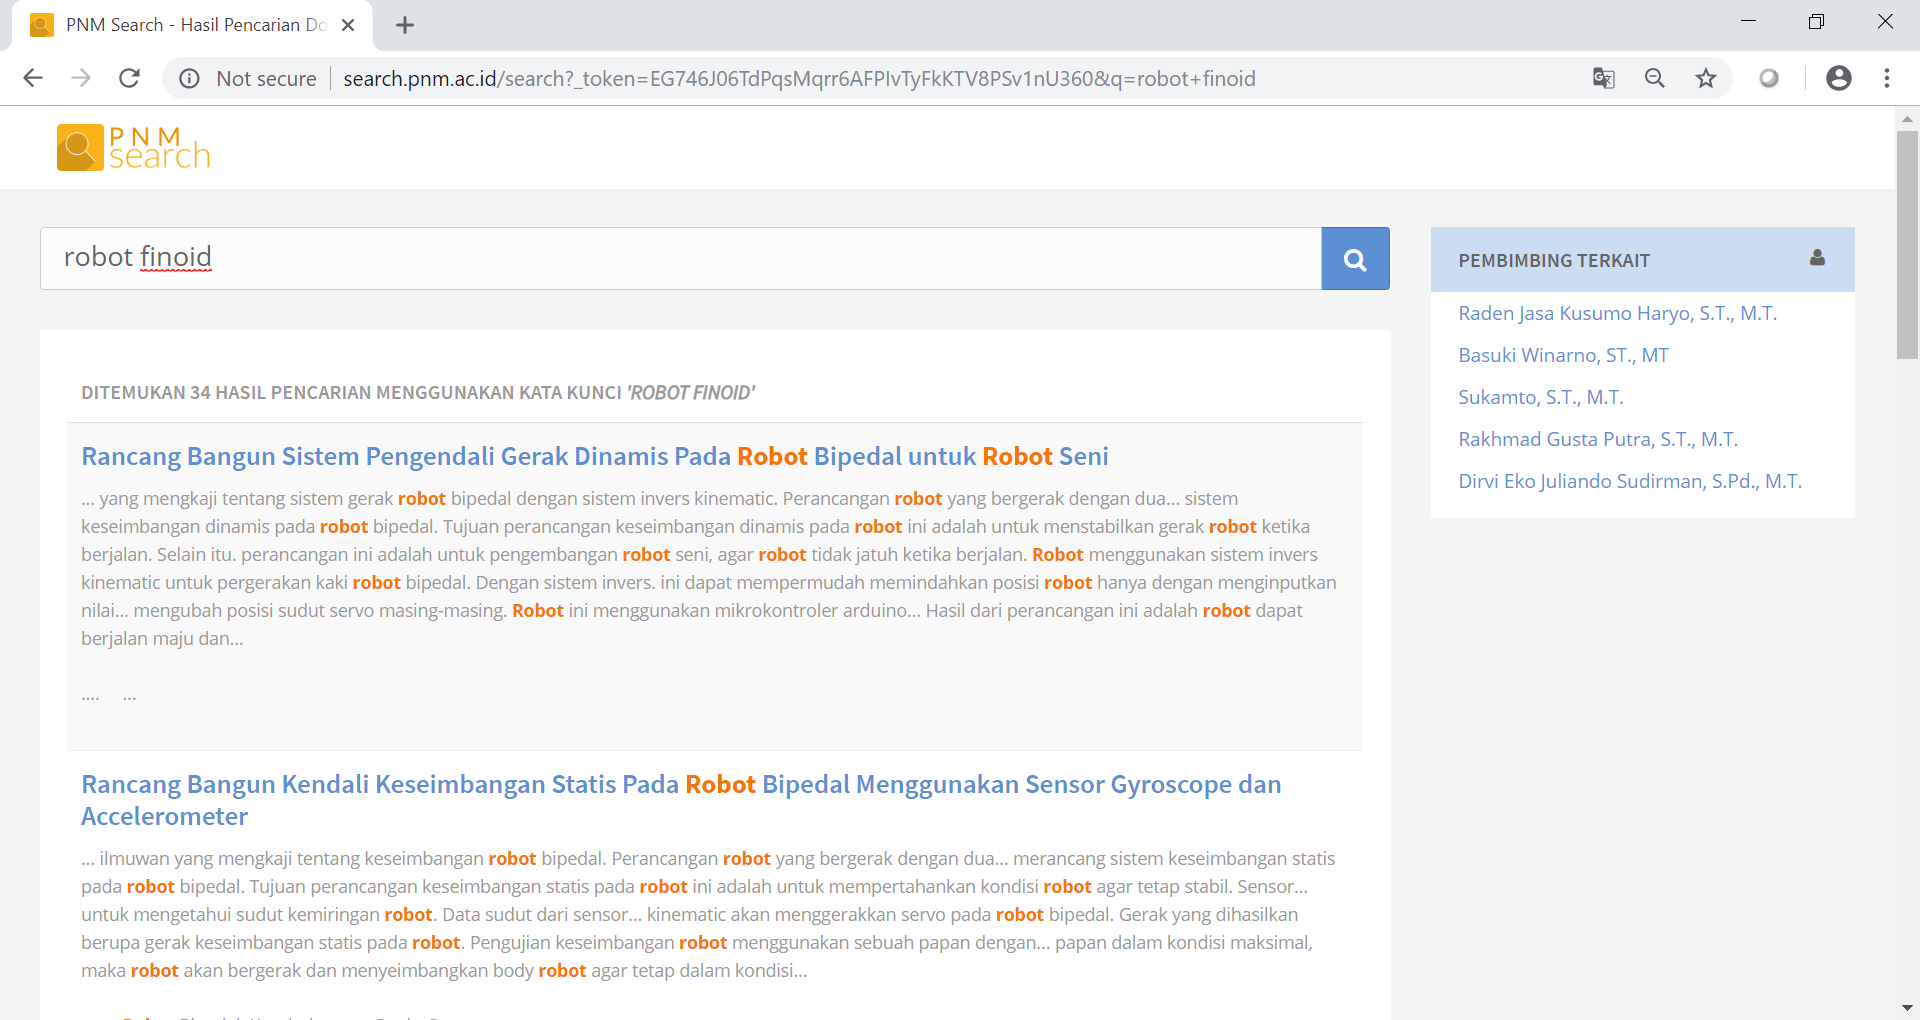 PNM Search - Hasil Pencarian Do
Not secure
search.pnm.ac.id/search?_token=EG746J06TdPqsMqrr6AFPIvTyFkKTV8PSv1nU360&q=robot+finoid
PNM
search
robot finoid
DITEMUKAN 34 HASIL PENCARIAN MENGGUNAKAN KATA KUNCI 'ROBOT FINOID'
Rancang Bangun Sistem Pengendali Gerak Dinamis Pada Robot Bipedal untuk Robot Seni
... yang mengkaji tentang sistem gerak robot bipedal dengan sistem invers kinematic. Perancangan robot yang bergerak dengan dua... sistem
keseimbangan dinamis pada robot bipedal. Tujuan perancangan keseimbangan dinamis pada robot ini adalah untuk menstabilkan gerak robot ketika
berjalan. Selain itu. perancangan ini adalah untuk pengembangan robot seni, agar robot tidak jatuh ketika berjalan. Robot menggunakan sistem invers
kinematic untuk pergerakan kaki robot bipedal. Dengan sistem invers. ini dapat mempermudah memindahkan posisi robot hanya dengan menginputkan
nilai... mengubah posisi sudut servo masing-masing. Robot ini menggunakan mikrokontroler arduino... Hasil dari perancangan ini adalah robot dapat
berjalan maju dan...
.... ...
Rancang Bangun Kendali Keseimbangan Statis Pada Robot Bipedal Menggunakan Sensor Gyroscope dan
Accelerometer
... ilmuwan yang mengkaji tentang keseimbangan robot bipedal. Perancangan robot yang bergerak dengan dua... merancang sistem keseimbangan statis
pada robot bipedal. Tujuan perancangan keseimbangan statis pada robot ini adalah untuk mempertahankan kondisi robot agar tetap stabil. Sensor...
untuk mengetahui sudut kemiringan robot. Data sudut dari sensor... kinematic akan menggerakkan servo pada robot bipedal. Gerak yang dihasilkan
berupa gerak keseimbangan statis pada robot. Pengujian keseimbangan robot menggunakan sebuah papan dengan... papan dalam kondisi maksimal,
maka robot akan bergerak dan menyeimbangkan body robot agar tetap dalam kondisi...
PEMBIMBING TERKAIT
Raden Jasa Kusumo Haryo, S.T., M.T.
Basuki Winarno, ST., MT
Sukamto, S.T., M.T.
Rakhmad Gusta Putra, S.T., M.T.
Dirvi Eko Juliando Sudirman, S.Pd., M.T.